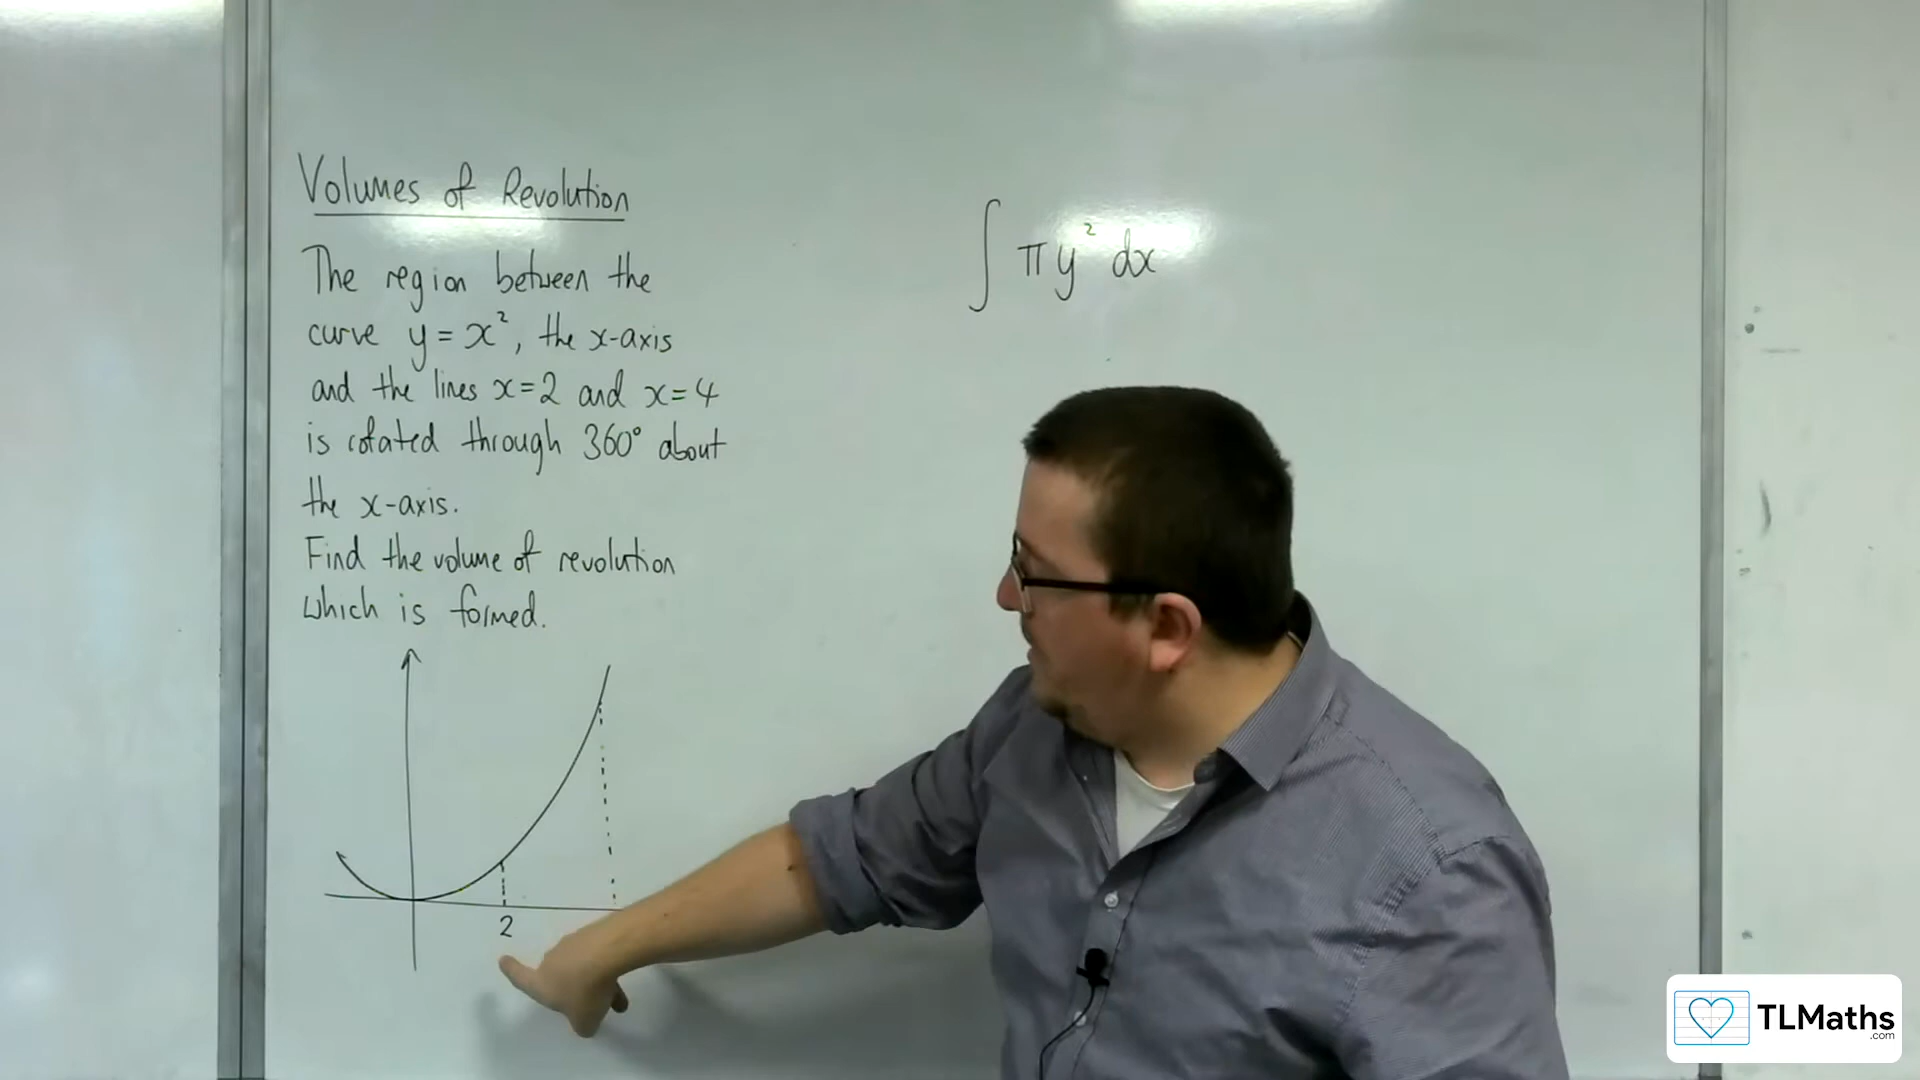 Volumes of Revolution
The region between the
curve y = x², the x-axis
and the lines x=2 and x=4
is rotated through 360° about
the x-axis.
Find the volume of revolution
which is formed.
∫ πy² dx
2
TLMaths
.com